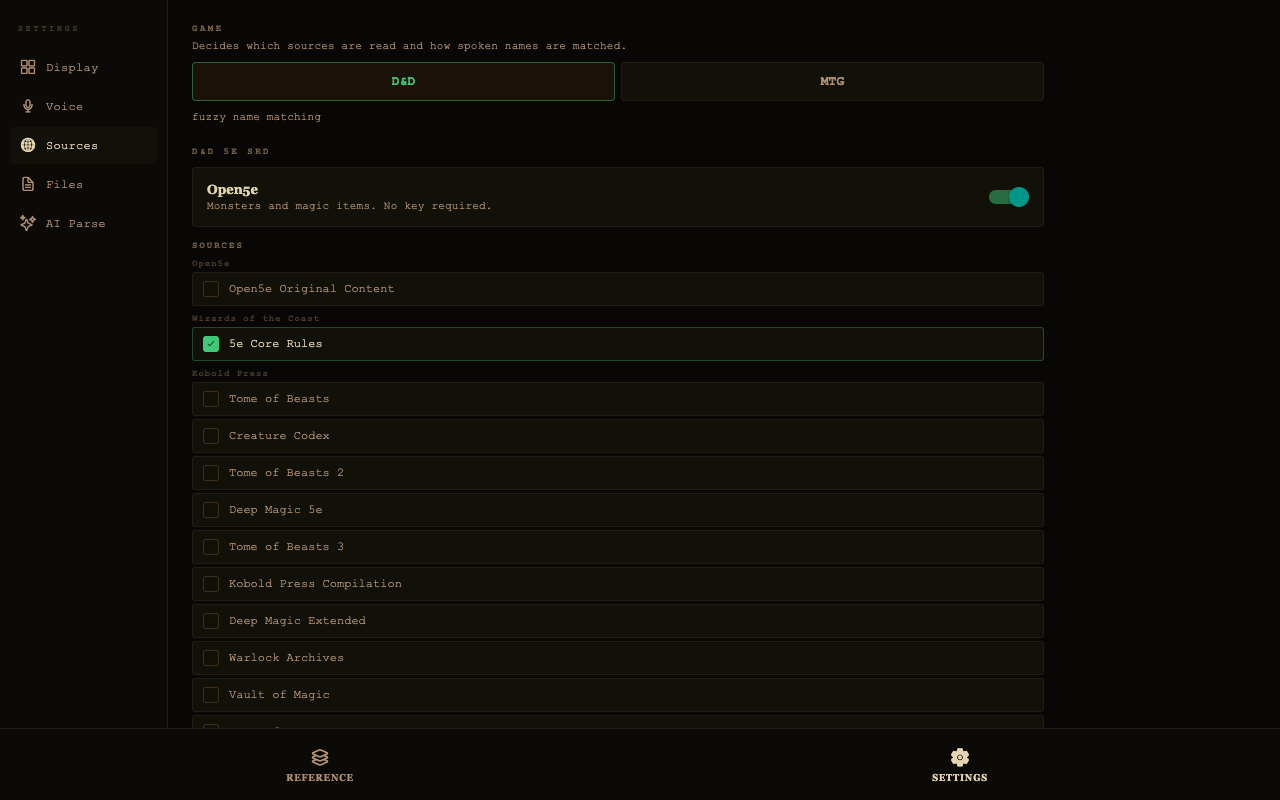 SETTINGS
Display
Voice
Sources
Files
AI Parse
GAME
Decides which sources are read and how spoken names are matched.
D&D
MTG
fuzzy name matching
D&D 5E SRD
Open5e
Monsters and magic items. No key required.
SOURCES
Open5e
Open5e Original Content
Wizards of the Coast
5e Core Rules
Kobold Press
Tome of Beasts
Creature Codex
Tome of Beasts 2
Deep Magic 5e
Tome of Beasts 3
Kobold Press Compilation
Deep Magic Extended
Warlock Archives
Vault of Magic
REFERENCE
SETTINGS